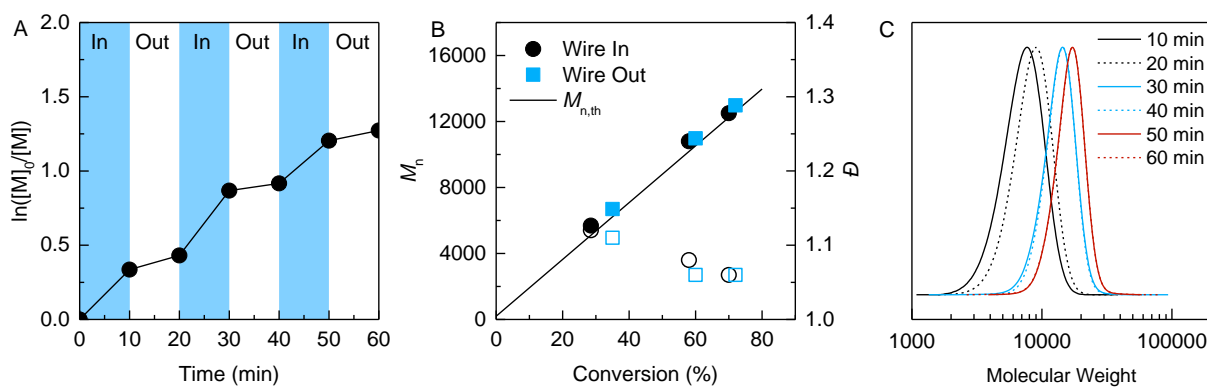 A
In Out In Out In Out
2.0
1.5
1.0
0.5
0.0
ln([M]0/[M])
0 10 20 30 40 50 60
Time (min)
B
Wire In
Wire Out
Mn,th
16000
12000
8000
4000
0
Mn
1.4
1.3
1.2
1.1
1.0
Đ
0 20 40 60 80
Conversion (%)
C
10 min
20 min
30 min
40 min
50 min
60 min
1000 10000 100000
Molecular Weight